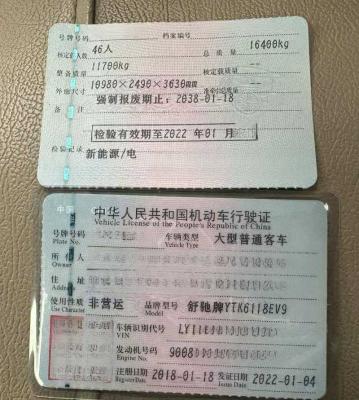 号牌号码 档案编号
核定载人数 46人 总质量 16400kg
整备质量 11700kg 核定载质量 --
外廓尺寸 10980×2490×3630mm 准牵引总质量 --
备注 强制报废期止:2038-01-18
检验有效期至2022年01月
检验记录 新能源/电
中华人民共和国机动车行驶证
Vehicle License of the People's Republic of China
号牌号码 车辆类型 大型普通客车
Plate No. Vehicle Type
所有人
Owner
住址
Address
使用性质 非营运 品牌型号 舒驰牌YTK6118EV9
Use Character Model
车辆识别代号 LY
VIN
发动机号码 9008
Engine No.
注册日期 2018-01-18 发证日期 2022-01-04
Register Date Issue Date